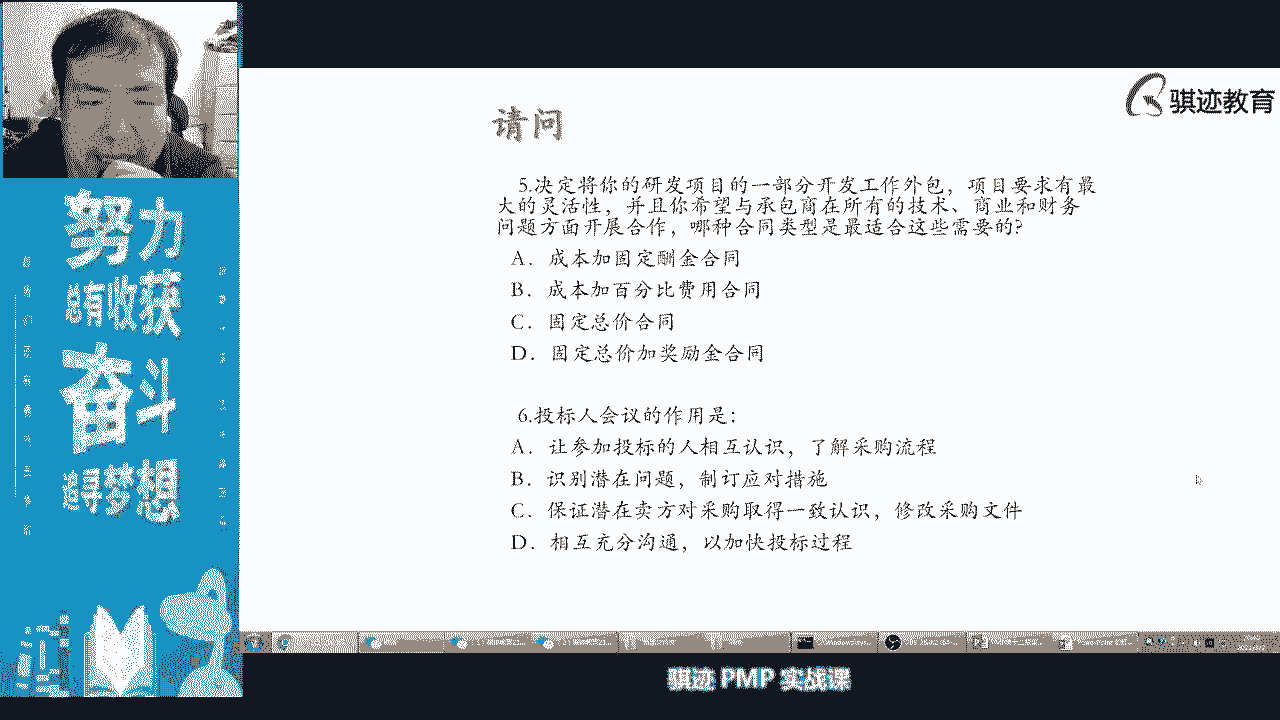 骐迹教育
请问
5.决定将你的研发项目的一部分开发工作外包，项目要求有最
大的灵活性，并且你希望与承包商在所有的技术、商业和财务
问题方面开展合作，哪种合同类型是最适合这些需要的?
A．成本加固定酬金合同
B．成本加百分比费用合同
C．固定总价合同
D．固定总价加奖励金合同
6.投标人会议的作用是：
A．让参加投标的人相互认识，了解采购流程
B．识别潜在问题，制订应对措施
C．保证潜在卖方对采购取得一致认识，修改采购文件
D．相互充分沟通，以加快投标过程
努力
总有收获
奋斗
追寻梦想
骐迹 PMP 实战课